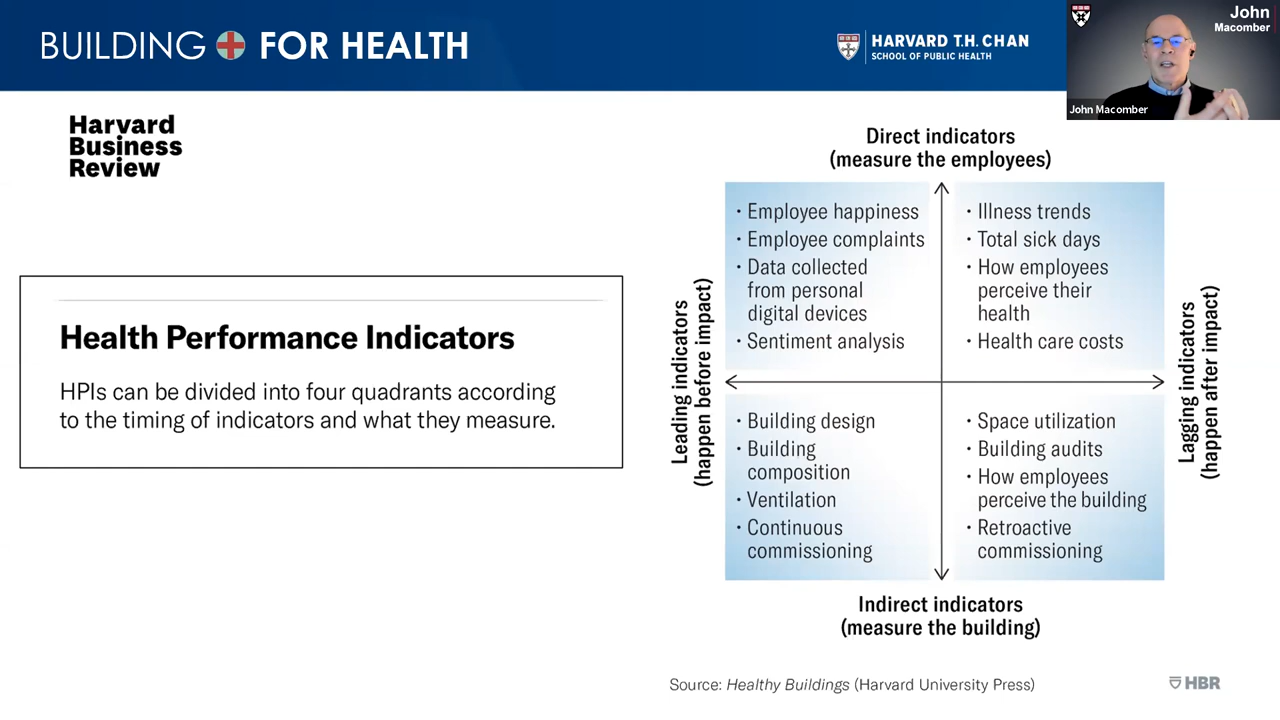 BUILDING FOR HEALTH
HARVARD T.H. CHAN
SCHOOL OF PUBLIC HEALTH
John
Macomber
John Macomber
Harvard
Business
Review
Health Performance Indicators
HPIs can be divided into four quadrants according
to the timing of indicators and what they measure.
Direct indicators
(measure the employees)
Leading indicators
(happen before impact)
• Employee happiness
• Employee complaints
• Data collected
from personal
digital devices
• Sentiment analysis
• Illness trends
• Total sick days
• How employees
perceive their
health
• Health care costs
Lagging indicators
(happen after impact)
• Building design
• Building
composition
• Ventilation
• Continuous
commissioning
• Space utilization
• Building audits
• How employees
perceive the building
• Retroactive
commissioning
Indirect indicators
(measure the building)
Source: Healthy Buildings (Harvard University Press)
HBR